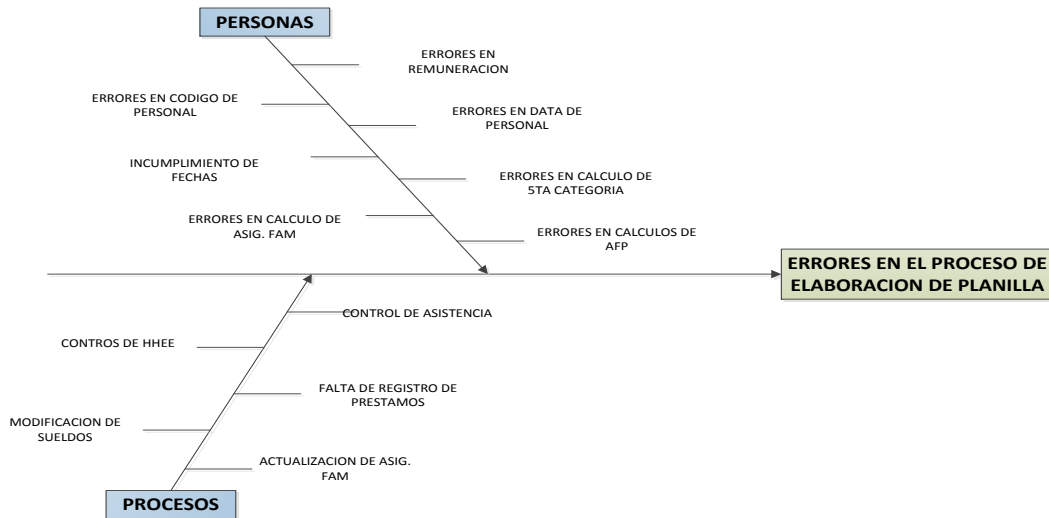 PERSONAS
ERRORES EN
REMUNERACION
ERRORES EN CODIGO DE
PERSONAL
ERRORES EN DATA DE
PERSONAL
INCUMPLIMIENTO DE
FECHAS
ERRORES EN CALCULO DE
5TA CATEGORIA
ERRORES EN CALCULO DE
ASIG. FAM
ERRORES EN CALCULOS DE
AFP
ERRORES EN EL PROCESO DE
ELABORACION DE PLANILLA
CONTROL DE ASISTENCIA
CONTROS DE HHEE
FALTA DE REGISTRO DE
PRESTAMOS
MODIFICACION DE
SUELDOS
ACTUALIZACION DE ASIG.
FAM
PROCESOS